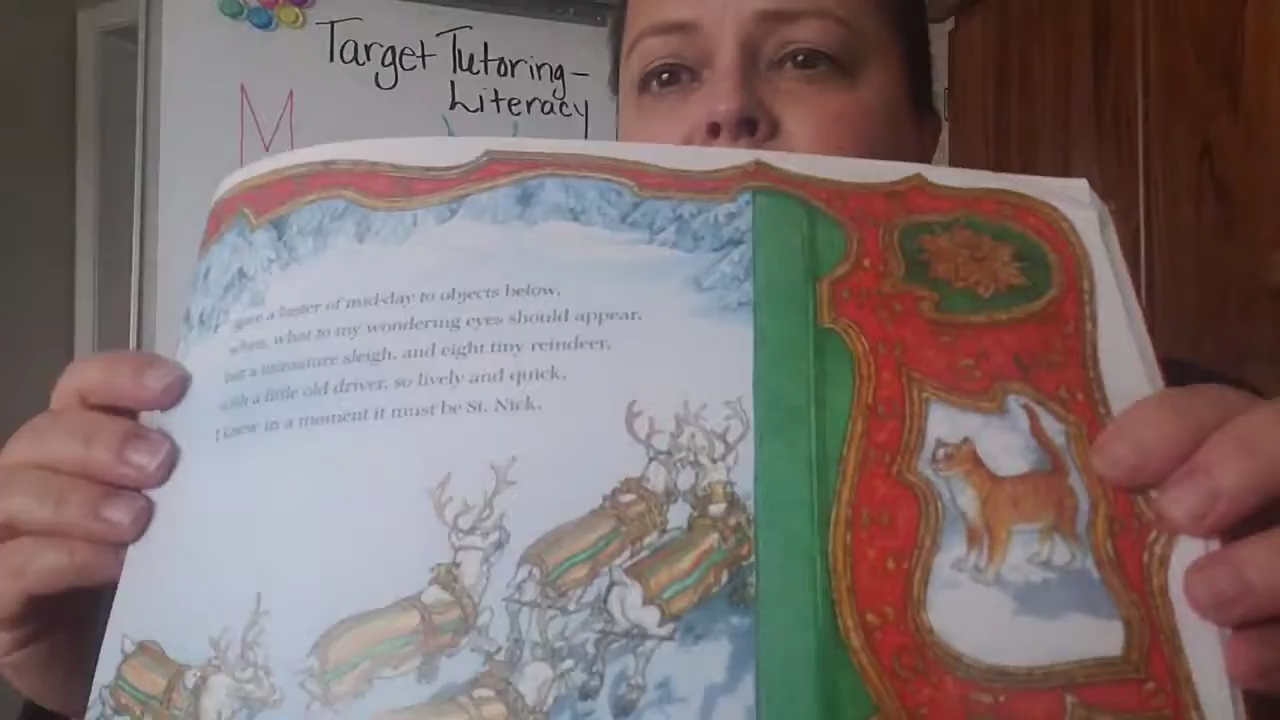 Target Tutoring-
Literacy
M
gave a luster of mid-day to objects below,
when, what to my wondering eyes should appear,
but a miniature sleigh, and eight tiny reindeer,
with a little old driver, so lively and quick,
I knew in a moment it must be St. Nick.